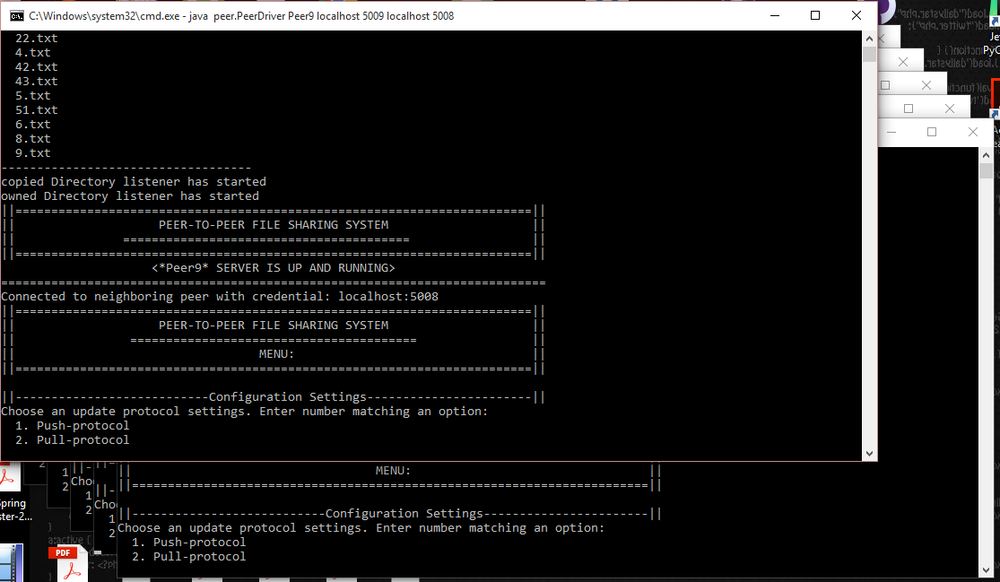 C:\Windows\system32\cmd.exe - java  peer.PeerDriver Peer9 localhost 5009 localhost 5008
22.txt
4.txt
42.txt
43.txt
5.txt
51.txt
6.txt
8.txt
9.txt
-----------------------------------
copied Directory listener has started
owned Directory listener has started
||========================================================================||
||                    PEER-TO-PEER FILE SHARING SYSTEM                    ||
||               ========================================                 ||
||========================================================================||
<*Peer9* SERVER IS UP AND RUNNING>
============================================================================
Connected to neighboring peer with credential: localhost:5008
||========================================================================||
||                    PEER-TO-PEER FILE SHARING SYSTEM                    ||
||                ========================================                ||
||                                  MENU:                                 ||
||========================================================================||
||---------------------------Configuration Settings-----------------------||
Choose an update protocol settings. Enter number matching an option:
1. Push-protocol
2. Pull-protocol
||                                  MENU:                                 ||
||========================================================================||
||---------------------------Configuration Settings-----------------------||
Choose an update protocol settings. Enter number matching an option:
1. Push-protocol
2. Pull-protocol
PDF